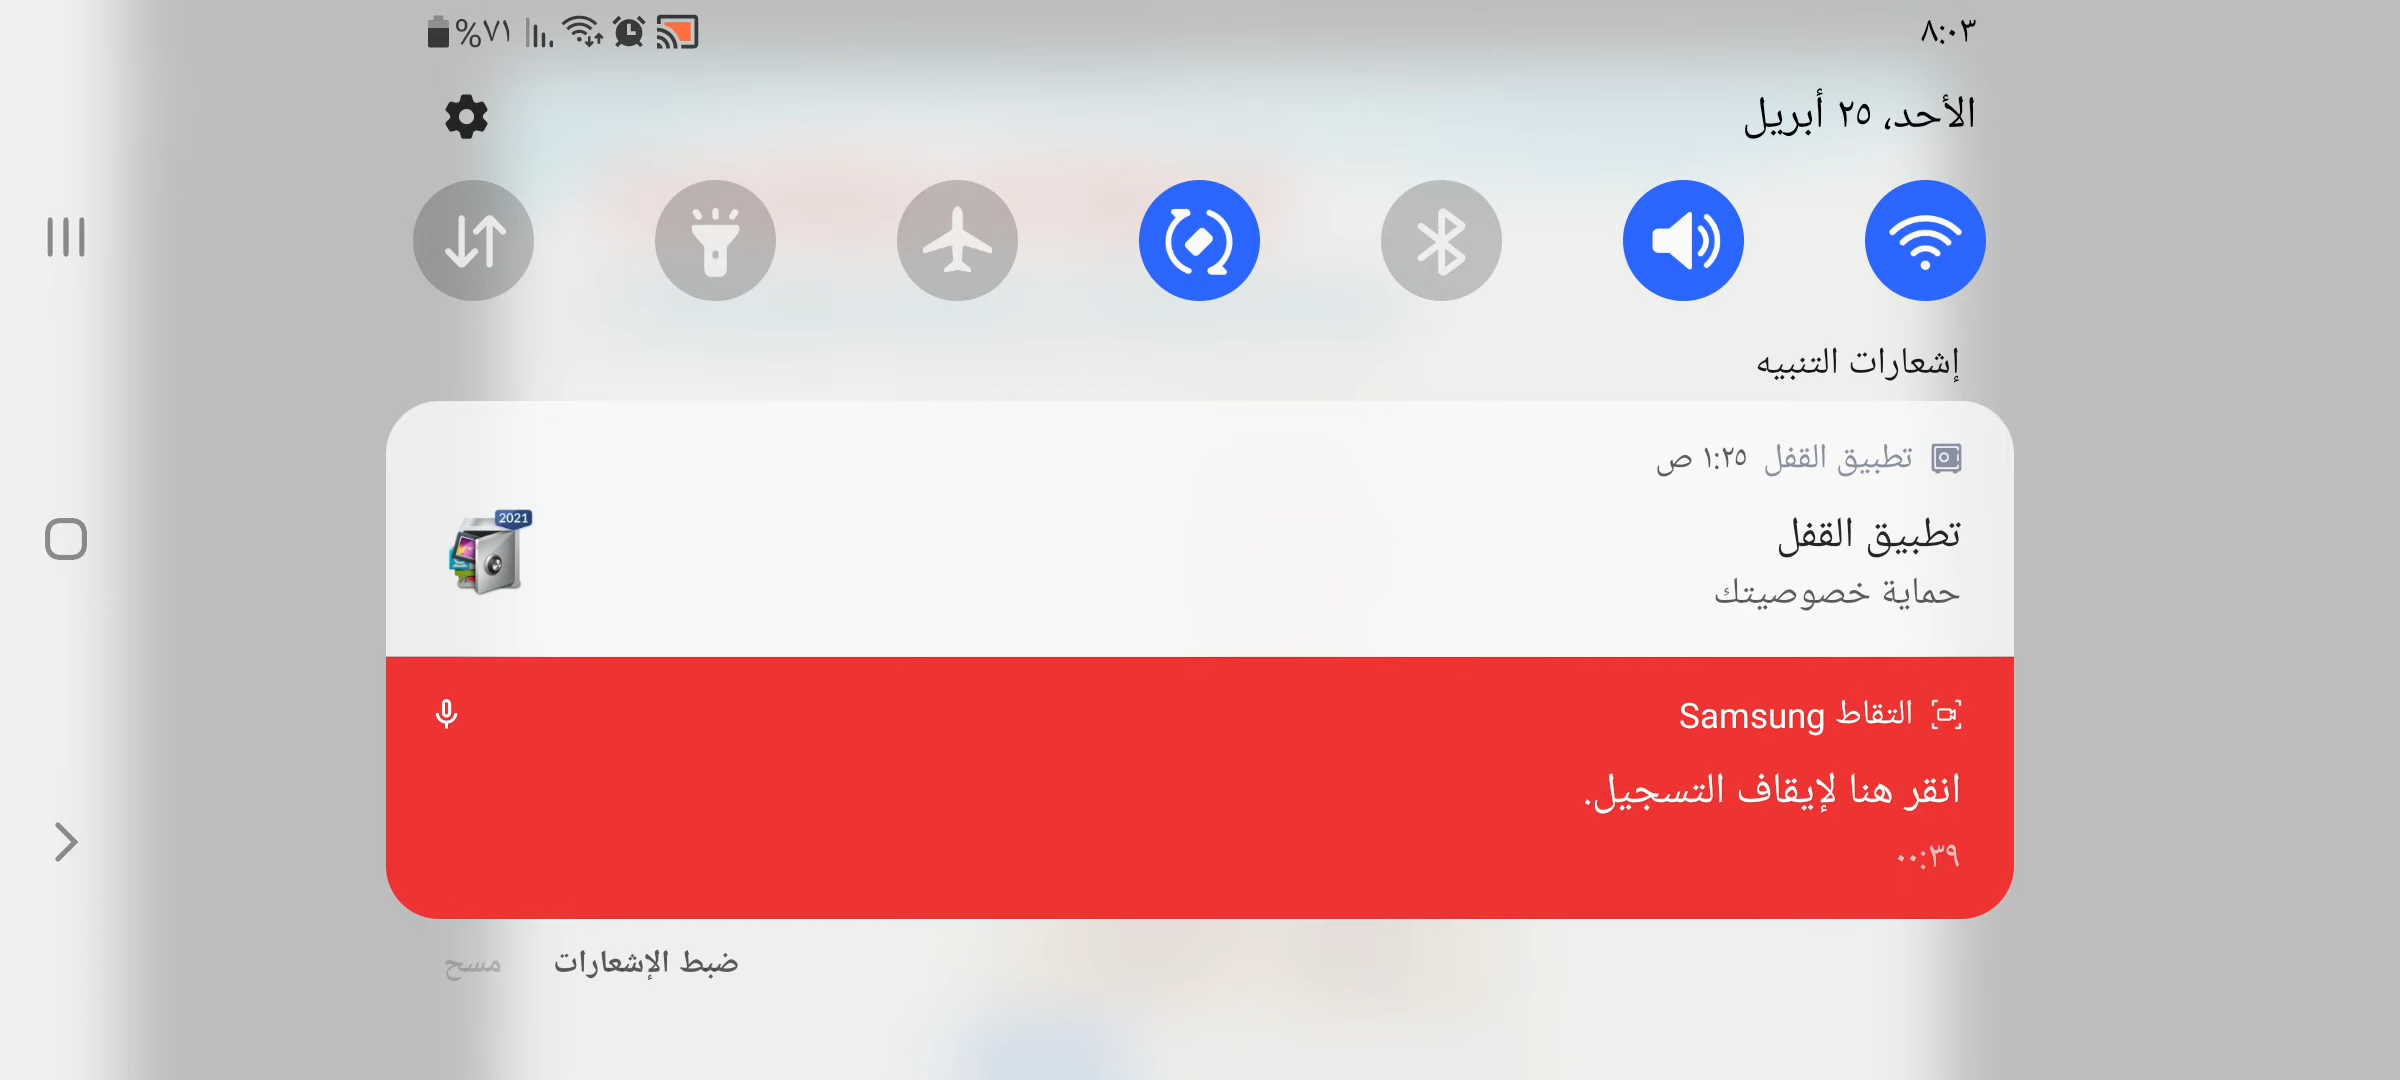 ٨:٠٣ ٧١%
الأحد، ٢٥ أبريل
إشعارات التنبيه
تطبيق القفل ١:٢٥ ص
تطبيق القفل
2021
حماية خصوصيتك
التقاط Samsung
انقر هنا لإيقاف التسجيل.
٠٠:٣٩
ضبط الإشعارات مسح